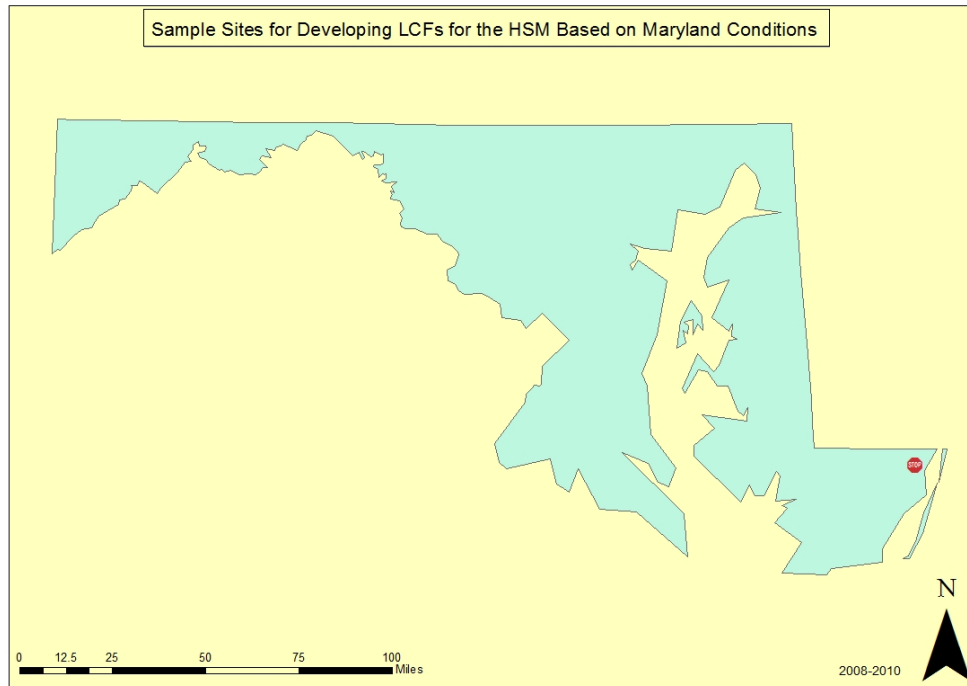 Sample Sites for Developing LCFs for the HSM Based on Maryland Conditions
STOP
N
0 12.5 25 50 75 100
Miles
2008-2010